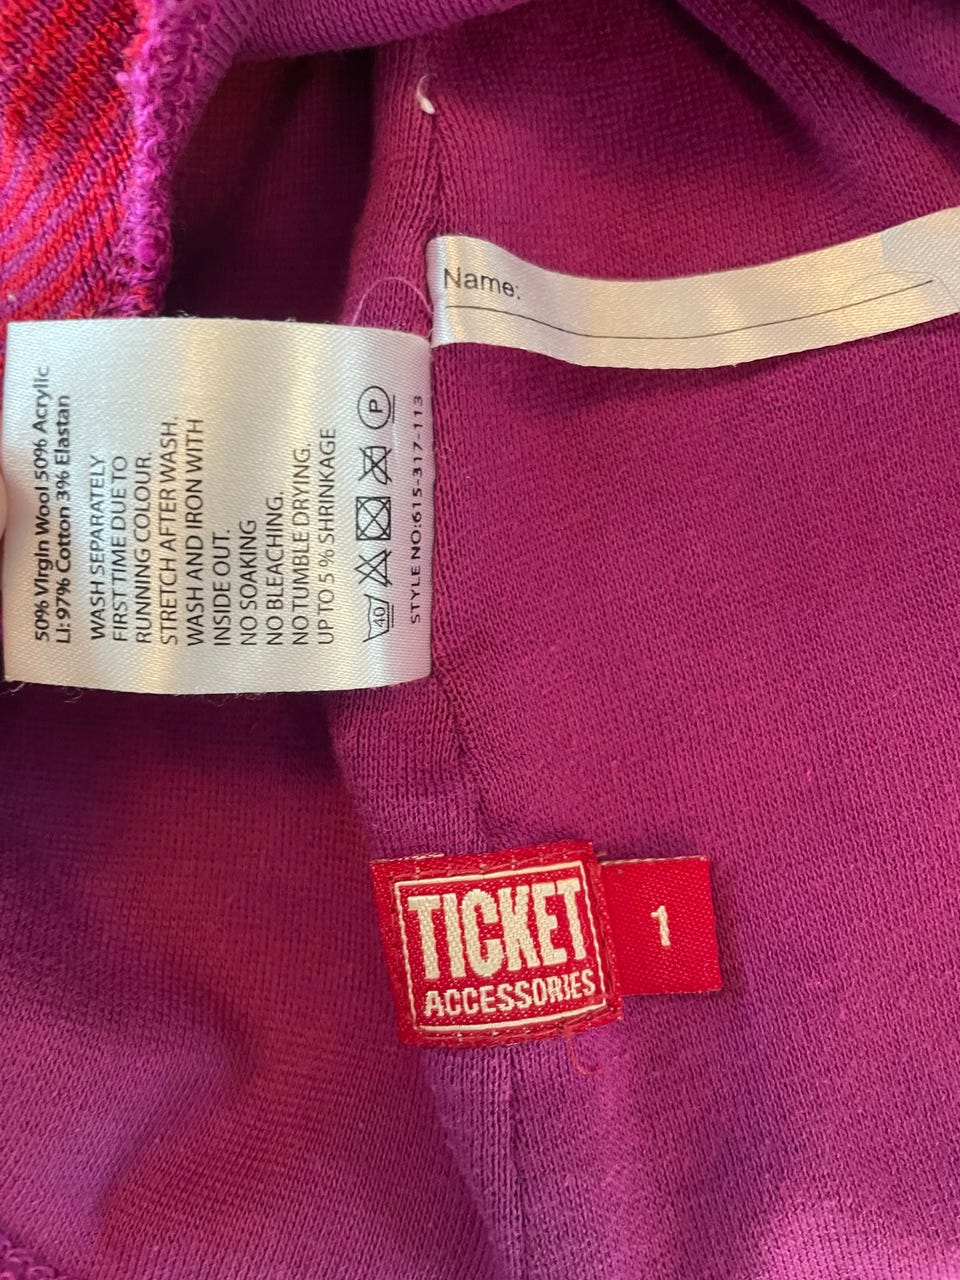 50% Virgin Wool 50% Acrylic
LI: 97% Cotton 3% Elastan
WASH SEPARATELY
FIRST TIME DUE TO
RUNNING COLOUR.
STRETCH AFTER WASH.
WASH AND IRON WITH
INSIDE OUT.
NO SOAKING
NO BLEACHING.
NO TUMBLE DRYING.
UP TO 5 % SHRINKAGE
40 P
STYLE NO:615-317-113
Name:
TICKET
ACCESSORIES
1